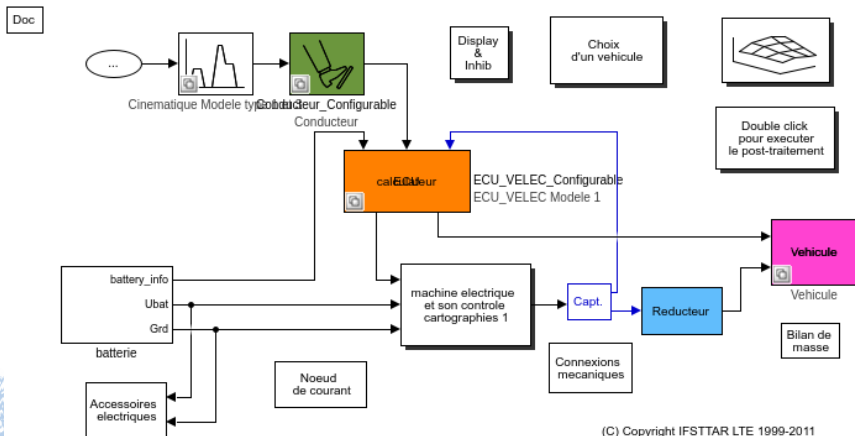 Doc
...
Display
&
Inhib
Choix
d'un vehicule
Cinematique Modele type
Conducteur_Configurable
Conducteur
Double click
pour executer
le post-traitement
ECU_VELEC_Configurable
ECU_VELEC Modele 1
battery_info
Ubat
Grd
batterie
machine electrique
et son controle
cartographies 1
Capt.
Reducteur
Vehicule
Vehicule
Bilan de
masse
Connexions
mecaniques
Noeud
de courant
Accessoires
electriques
(C) Copyright IFSTTAR LTE 1999-2011